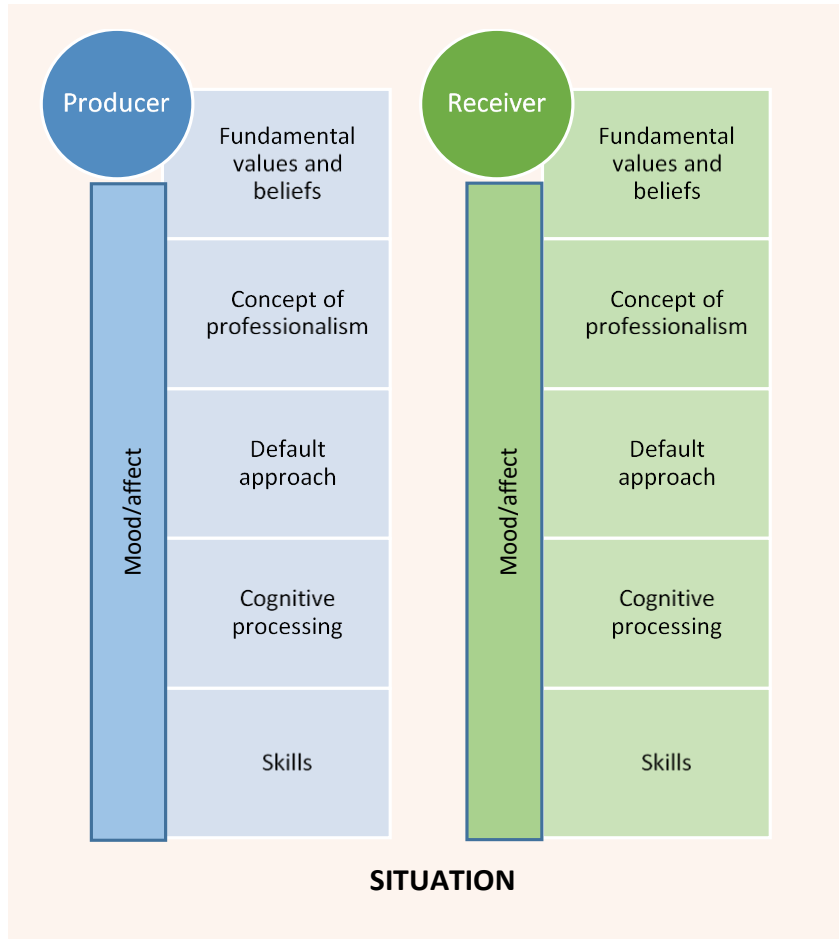 Producer
Fundamental
values and
beliefs
Concept of
professionalism
Default
approach
Cognitive
processing
Skills
Mood/affect
Receiver
Fundamental
values and
beliefs
Concept of
professionalism
Default
approach
Cognitive
processing
Skills
Mood/affect
SITUATION